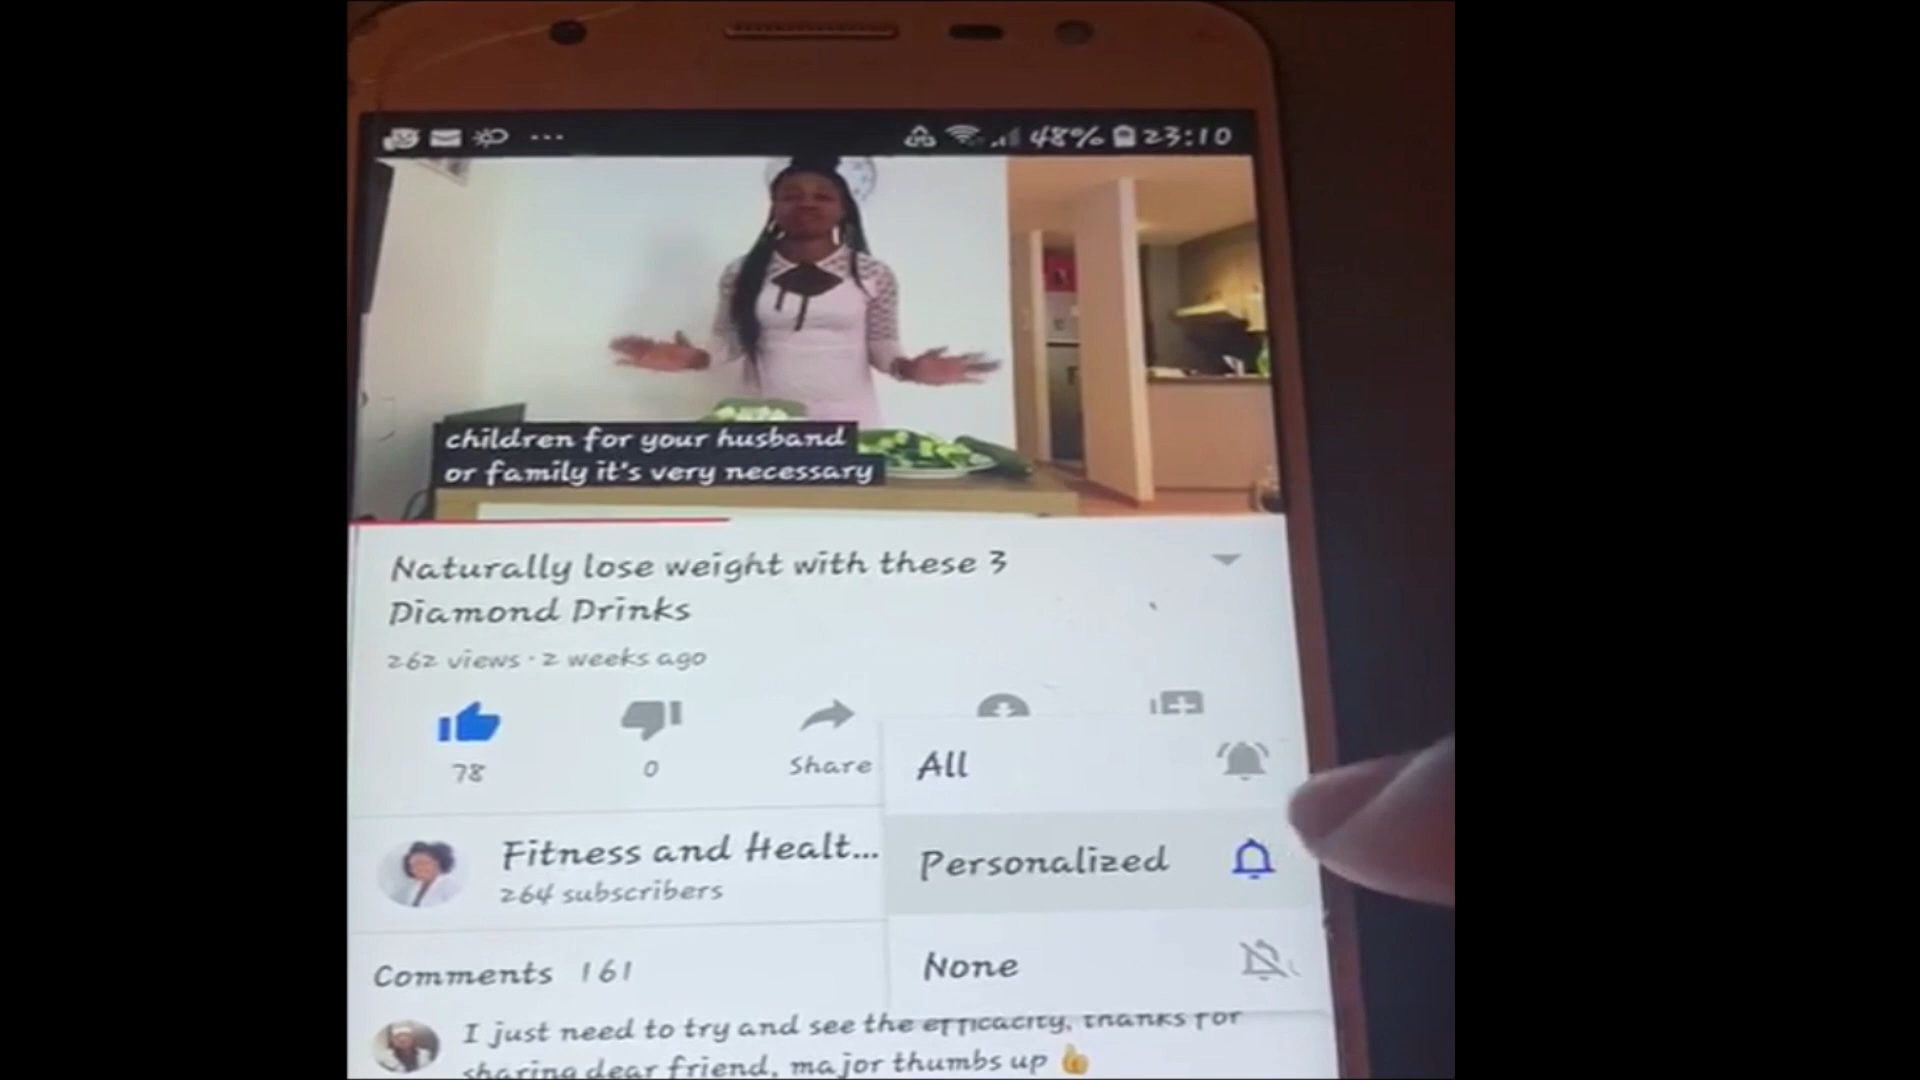 48% 23:10
children for your husband
or family it's very necessary
Naturally lose weight with these 3
Diamond Drinks
262 views · 2 weeks ago
78
0
Share
All
Fitness and Healt...
264 subscribers
Personalized
Comments 161
None
I just need to try and see the efficacity, thanks for
sharing dear friend, major thumbs up 👍